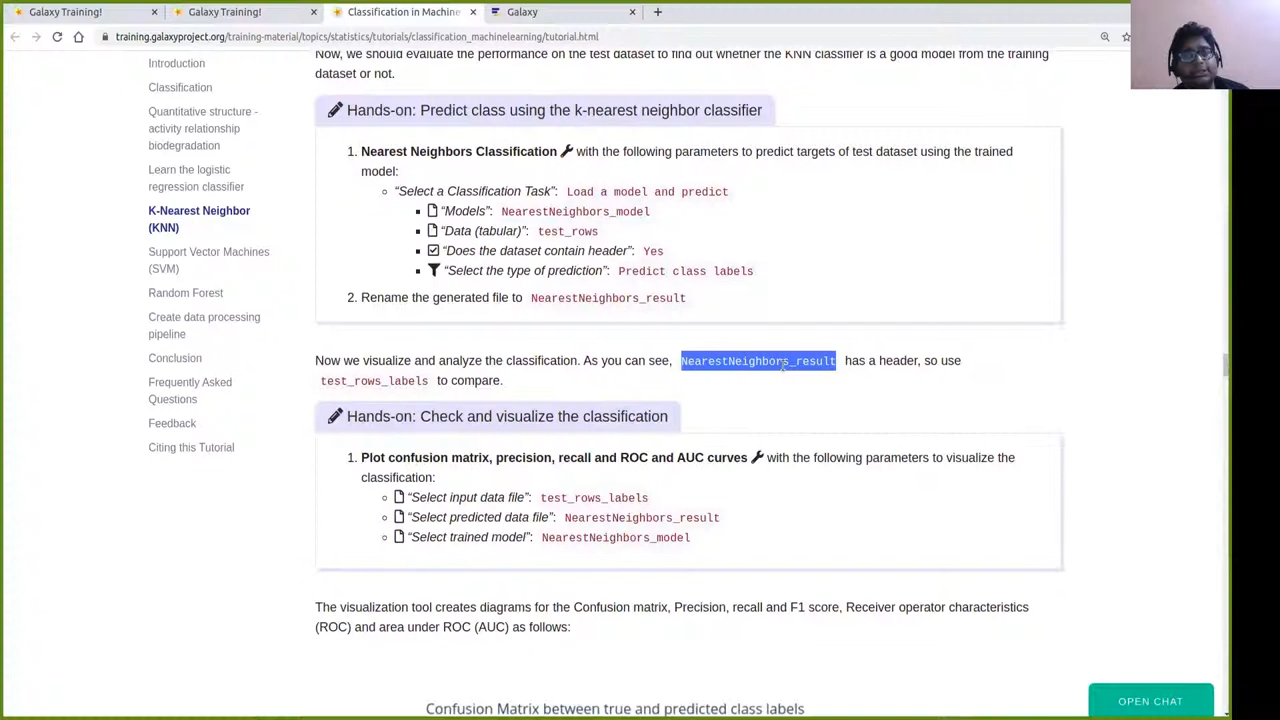 Galaxy Training!
Galaxy Training!
Classification in Machine
Galaxy
training.galaxyproject.org/training-material/topics/statistics/tutorials/classification_machinelearning/tutorial.html
Introduction
Classification
Quantitative structure -
activity relationship
biodegradation
Learn the logistic
regression classifier
K-Nearest Neighbor
(KNN)
Support Vector Machines
(SVM)
Random Forest
Create data processing
pipeline
Conclusion
Frequently Asked
Questions
Feedback
Citing this Tutorial
Now, we should evaluate the performance on the test dataset to find out whether the KNN classifier is a good model from the training
dataset or not.
Hands-on: Predict class using the k-nearest neighbor classifier
1. Nearest Neighbors Classification with the following parameters to predict targets of test dataset using the trained
model:
“Select a Classification Task”: Load a model and predict
“Models”: NearestNeighbors_model
“Data (tabular)”: test_rows
“Does the dataset contain header”: Yes
“Select the type of prediction”: Predict class labels
2. Rename the generated file to NearestNeighbors_result
Now we visualize and analyze the classification. As you can see, NearestNeighbors_result has a header, so use
test_rows_labels to compare.
Hands-on: Check and visualize the classification
1. Plot confusion matrix, precision, recall and ROC and AUC curves with the following parameters to visualize the
classification:
“Select input data file”: test_rows_labels
“Select predicted data file”: NearestNeighbors_result
“Select trained model”: NearestNeighbors_model
The visualization tool creates diagrams for the Confusion matrix, Precision, recall and F1 score, Receiver operator characteristics
(ROC) and area under ROC (AUC) as follows:
Confusion Matrix between true and predicted class labels
OPEN CHAT